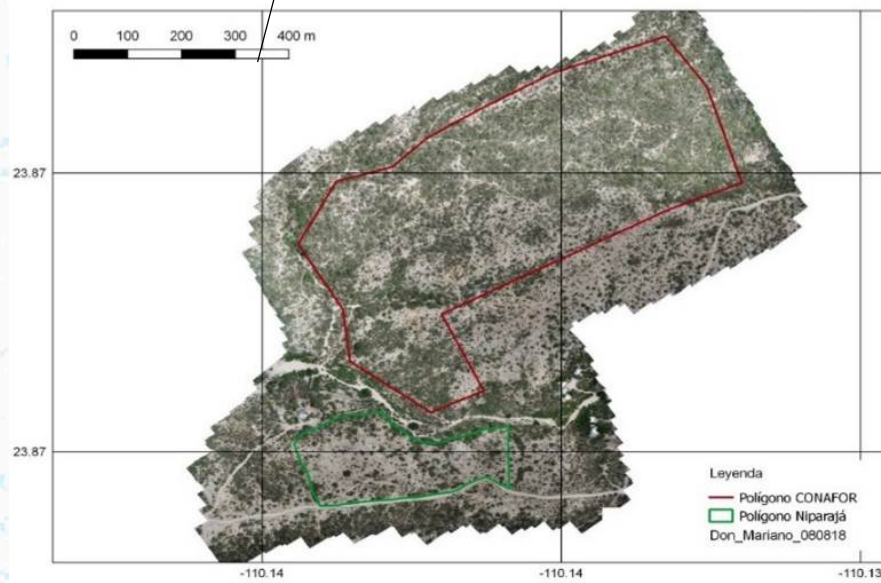 0 100 200 300 400 m
23.87
23.87
Leyenda
Polígono CONAFOR
Polígono Niparajá
Don_Mariano_080818
-110.14 -110.14 -110.13